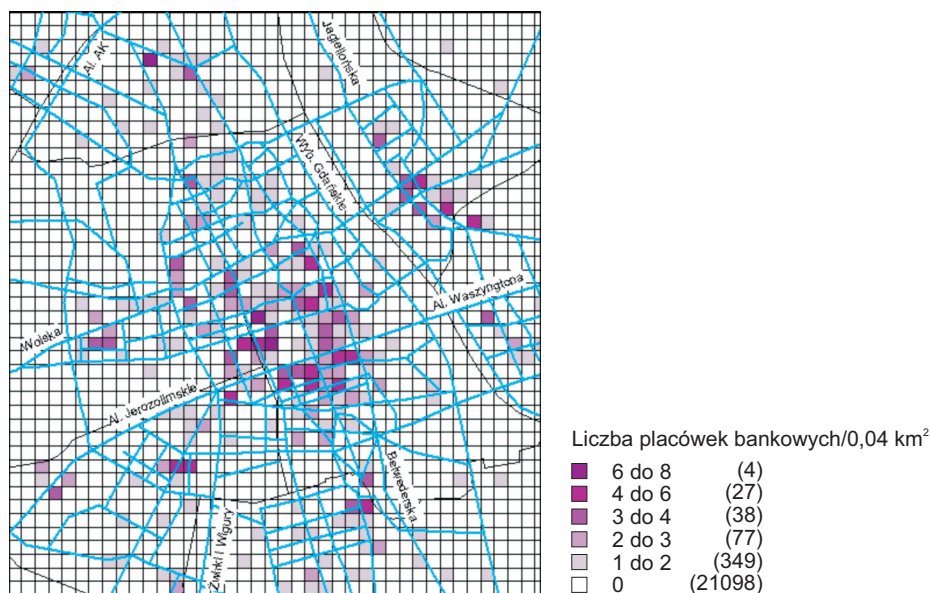 Al. AK
Jagiellońska
Wyb. Gdańskie
Al. Waszyngtona
Wolska
Al. Jerozolimskie
Belwederska
Żwirki i Wigury
Liczba placówek bankowych/0,04 km²
6 do 8 (4)
4 do 6 (27)
3 do 4 (38)
2 do 3 (77)
1 do 2 (349)
0 (21098)